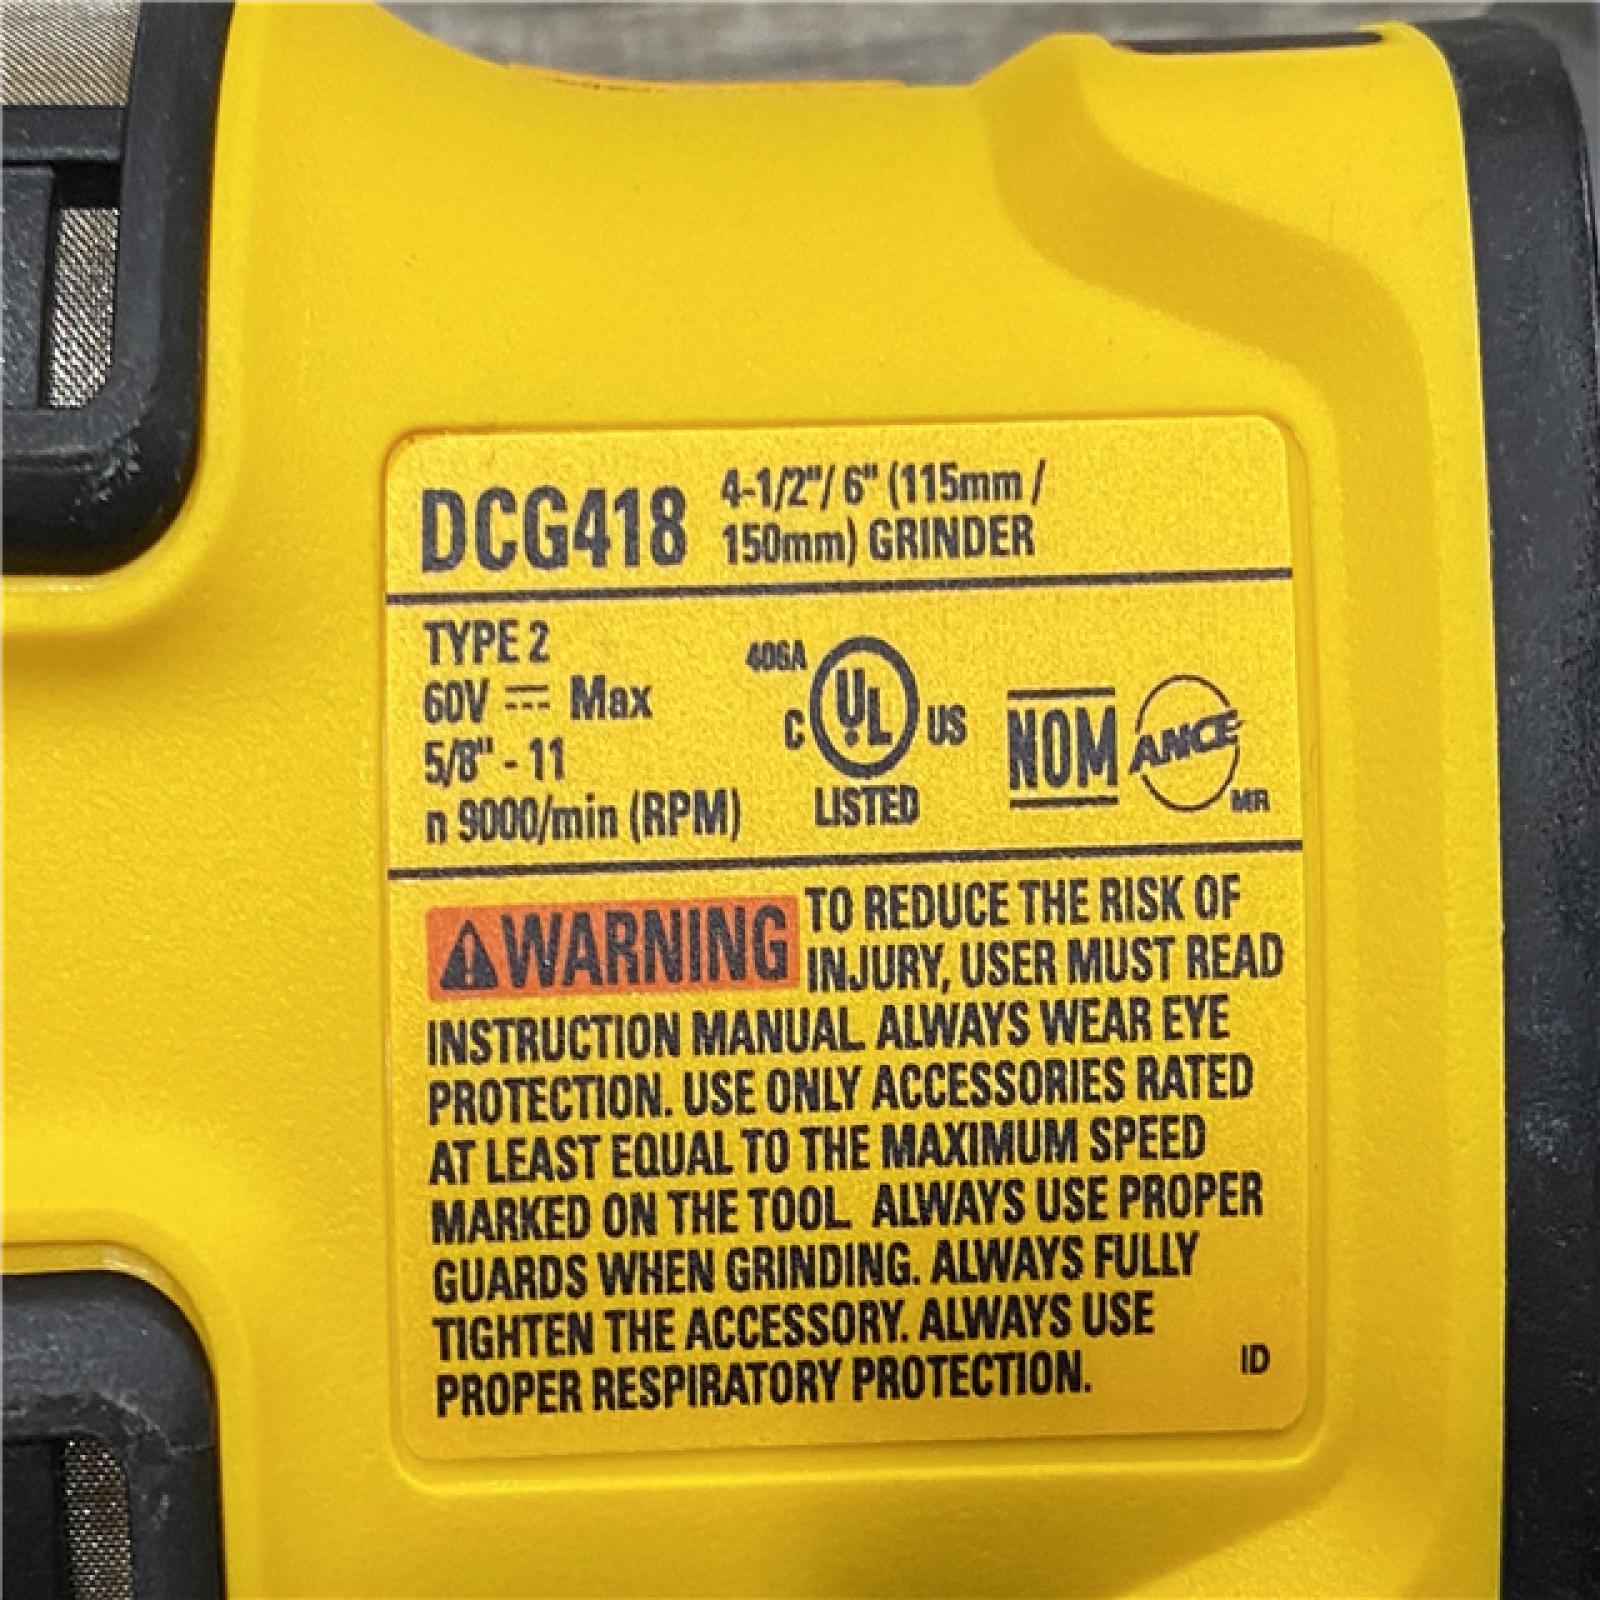 DCG418 4-1/2"/ 6" (115mm /
150mm) GRINDER
TYPE 2
60V Max
5/8" - 11
n 9000/min (RPM)
406A
C UL US
LISTED
NOM ANCE
MR
WARNING TO REDUCE THE RISK OF
INJURY, USER MUST READ
INSTRUCTION MANUAL. ALWAYS WEAR EYE
PROTECTION. USE ONLY ACCESSORIES RATED
AT LEAST EQUAL TO THE MAXIMUM SPEED
MARKED ON THE TOOL. ALWAYS USE PROPER
GUARDS WHEN GRINDING. ALWAYS FULLY
TIGHTEN THE ACCESSORY. ALWAYS USE
PROPER RESPIRATORY PROTECTION. ID